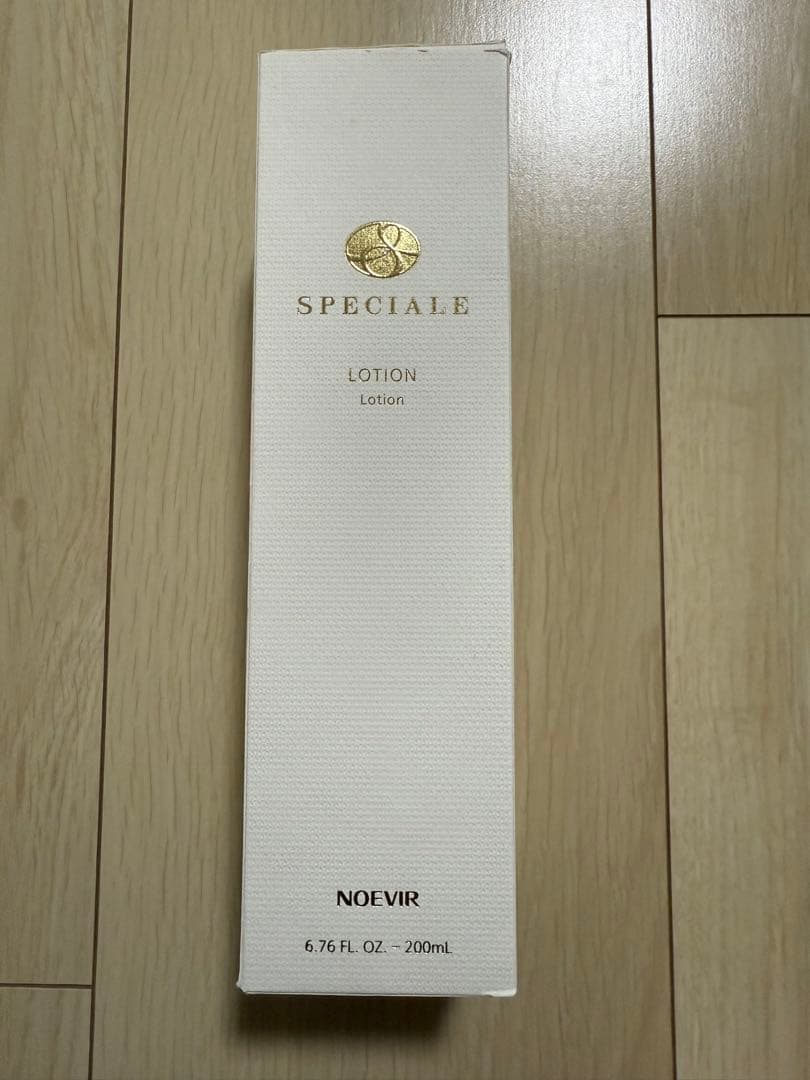 SPECIALE
LOTION
Lotion
NOEVIR
6.76 FL. OZ. – 200mL